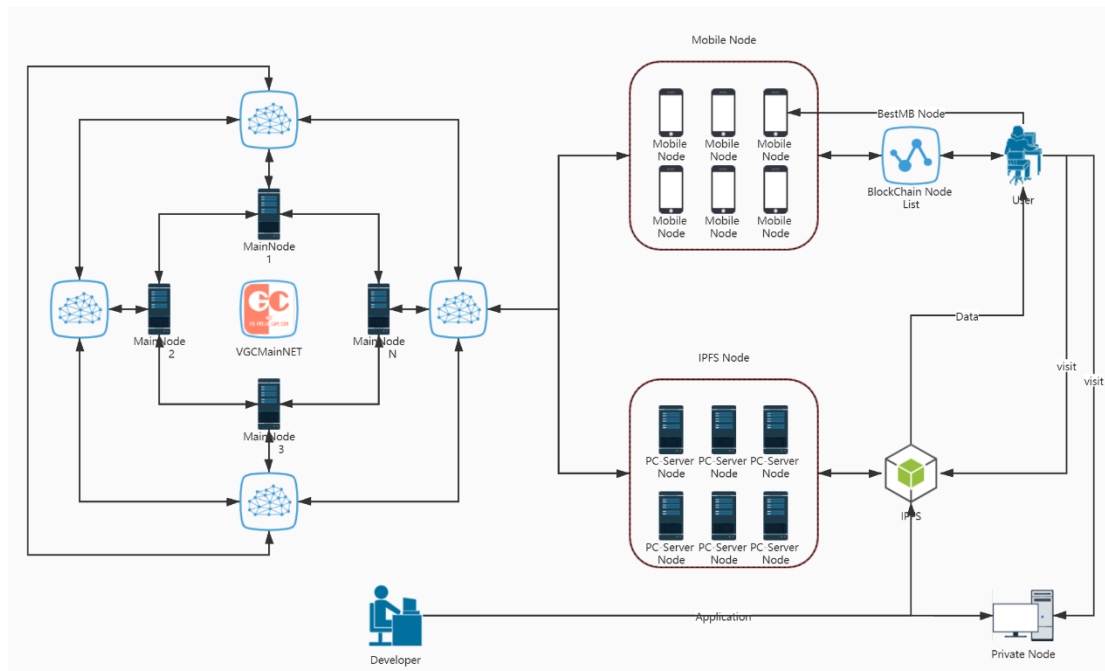 Mobile Node
Mobile
Node
Mobile
Node
Mobile
Node
Mobile
Node
Mobile
Node
Mobile
Node
BestMB Node
BlockChain Node
List
User
MainNode
1
MainNode
2
GC
VGCMainNET
MainNode
N
MainNode
3
Data
visit
visit
IPFS Node
PC-Server
Node
PC-Server
Node
PC-Server
Node
PC-Server
Node
PC-Server
Node
PC-Server
Node
IPFS
Application
Developer
Private Node